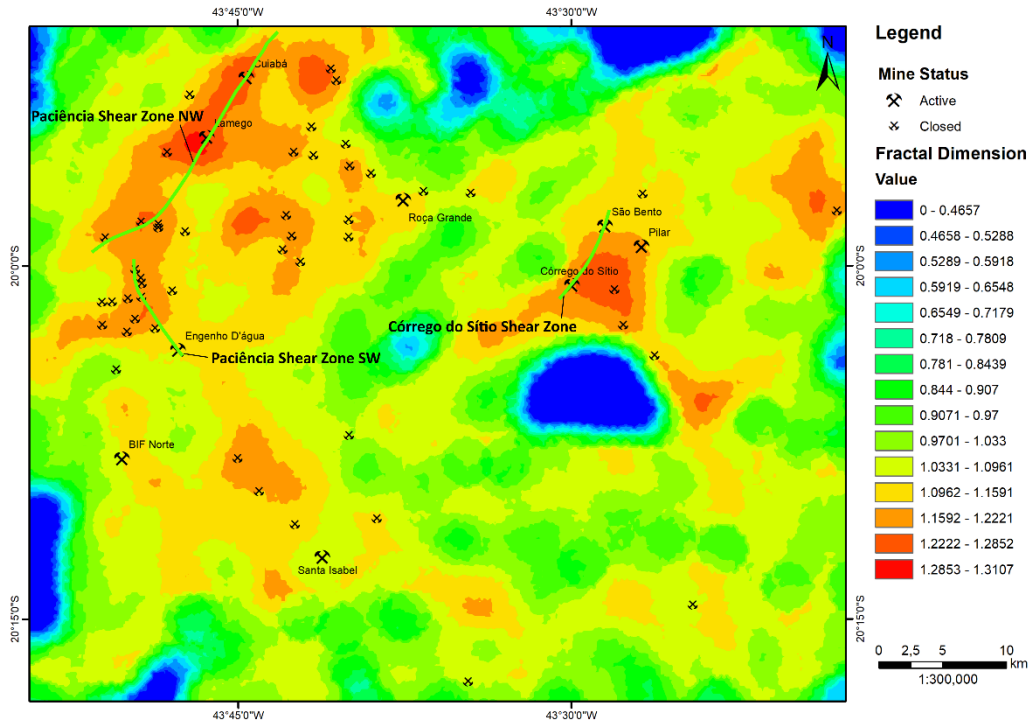 43°45'0"W
43°30'0"W
N
Cuiabá
Paciência Shear Zone NW
Lamego
Roça Grande
São Bento
Pilar
20°0'0"S
20°0'0"S
Córrego do Sítio
Córrego do Sítio Shear Zone
Engenho D'água
Paciência Shear Zone SW
BIF Norte
Santa Isabel
20°15'0"S
20°15'0"S
43°45'0"W
43°30'0"W
Legend
Mine Status
Active
Closed
Fractal Dimension
Value
0 - 0.4657
0.4658 - 0.5288
0.5289 - 0.5918
0.5919 - 0.6548
0.6549 - 0.7179
0.718 - 0.7809
0.781 - 0.8439
0.844 - 0.907
0.9071 - 0.97
0.9701 - 1.033
1.0331 - 1.0961
1.0962 - 1.1591
1.1592 - 1.2221
1.2222 - 1.2852
1.2853 - 1.3107
0 2,5 5 10
km
1:300,000